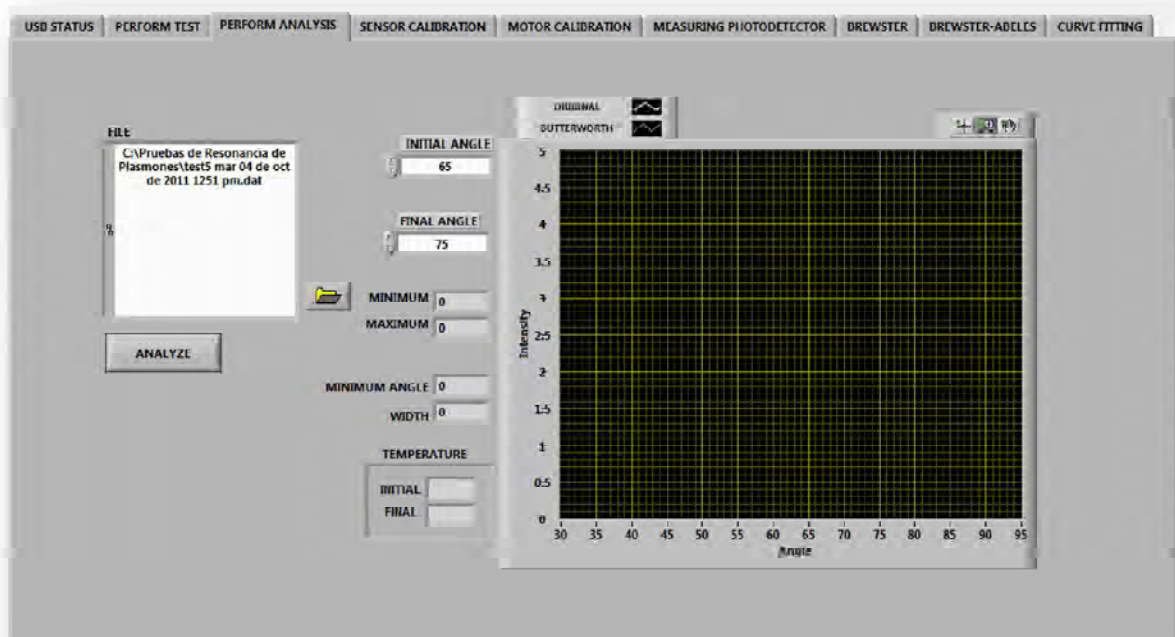 USB STATUS
PERFORM TEST
PERFORM ANALYSIS
SENSOR CALIBRATION
MOTOR CALIBRATION
MEASURING PHOTODETECTOR
BREWSTER
BREWSTER-ABELES
CURVE FITTING
FILE
C:\Pruebas de Resonancia de
Plasmones\test5 mar 04 de oct
de 2011 1251 pm.dat
ANALYZE
INITIAL ANGLE
65
FINAL ANGLE
75
MINIMUM 0
MAXIMUM 0
MINIMUM ANGLE 0
WIDTH 0
TEMPERATURE
INITIAL
FINAL
ORIGINAL
BUTTERWORTH
Intensity
5
4.5
4
3.5
3
2.5
2
1.5
1
0.5
0
30 35 40 45 50 55 60 65 70 75 80 85 90 95
Angle